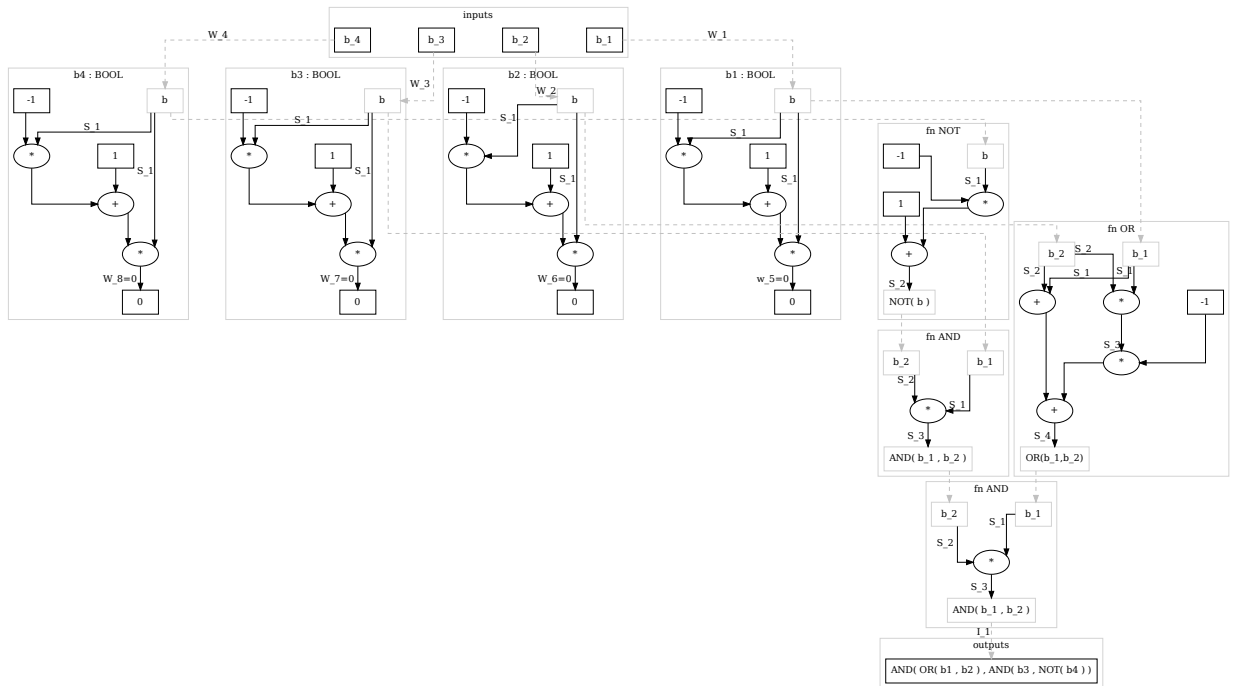 inputs
b_4 b_3 b_2 b_1
W_4 W_1
b4 : BOOL b3 : BOOL b2 : BOOL b1 : BOOL
W_3 W_2
-1 b -1 b -1 b -1 b
S_1 S_1 S_1 S_1
fn NOT
* 1 * 1 * 1 * 1 -1 b
S_1 S_1 S_1 S_1 S_1
+ + + + 1 *
fn OR
* * * * + b_2 S_2 b_1
W_8=0 W_7=0 W_6=0 w_5=0 S_2 S_2 S_1 S_1
0 0 0 0 NOT( b ) + * -1
fn AND
S_3
b_2 b_1 *
S_2
* S_1 +
S_3 S_4
AND( b_1 , b_2 ) OR(b_1,b_2)
fn AND
b_2 b_1
S_1
S_2
*
S_3
AND( b_1 , b_2 )
I_1
outputs
AND( OR( b1 , b2 ) , AND( b3 , NOT( b4 ) ) )